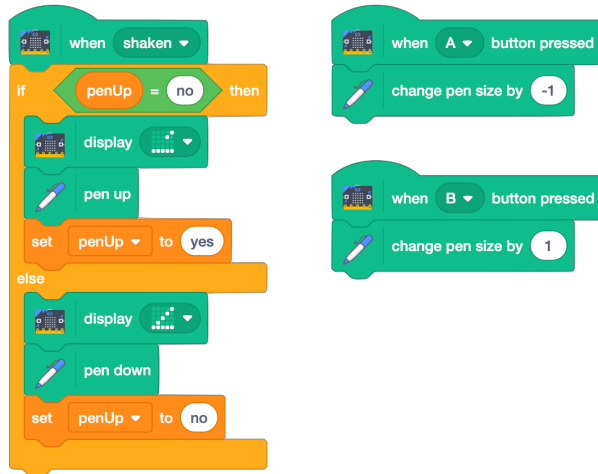 when shaken
if penUp = no then
display
pen up
set penUp to yes
else
display
pen down
set penUp to no
when A button pressed
change pen size by -1
when B button pressed
change pen size by 1